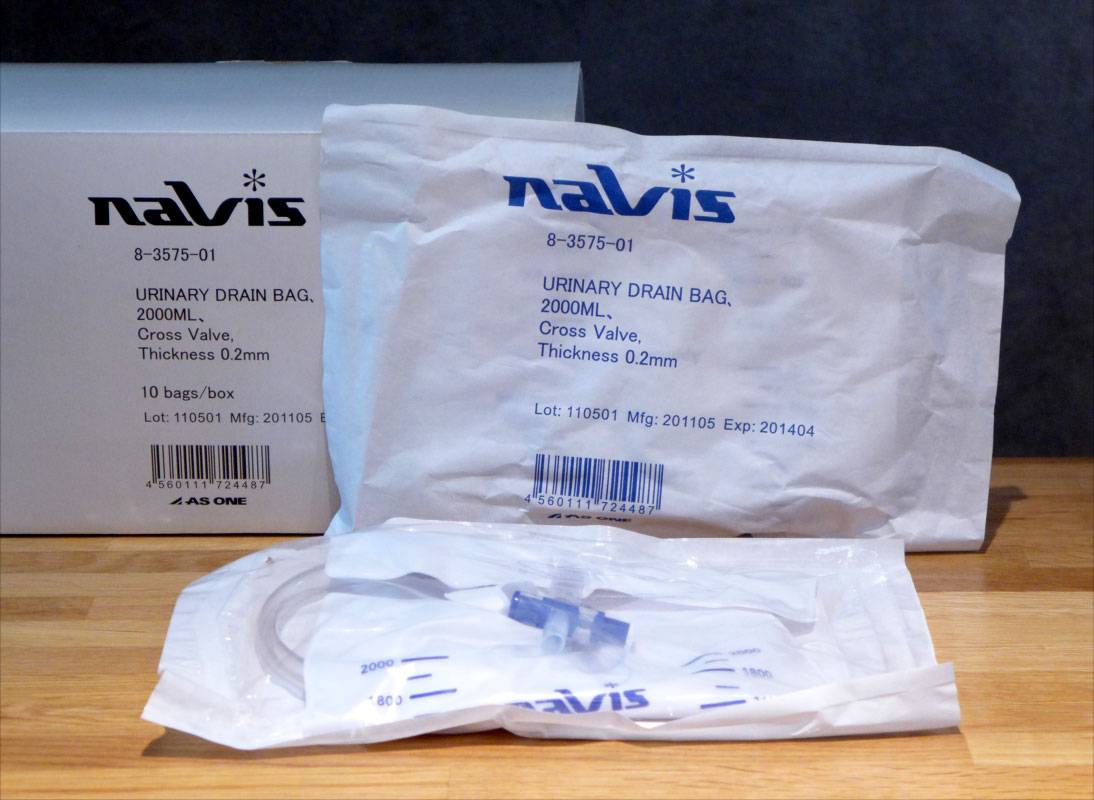 navis
8-3575-01
URINARY DRAIN BAG、
2000ML、
Cross Valve,
Thickness 0.2mm
10 bags/box
Lot: 110501 Mfg: 201105 E
4 560111 724487
AS ONE
navis
8-3575-01
URINARY DRAIN BAG、
2000ML、
Cross Valve,
Thickness 0.2mm
Lot: 110501 Mfg: 201105 Exp: 201404
4 560111 724487
AS ONE
2000
2000
1800
1800
navis